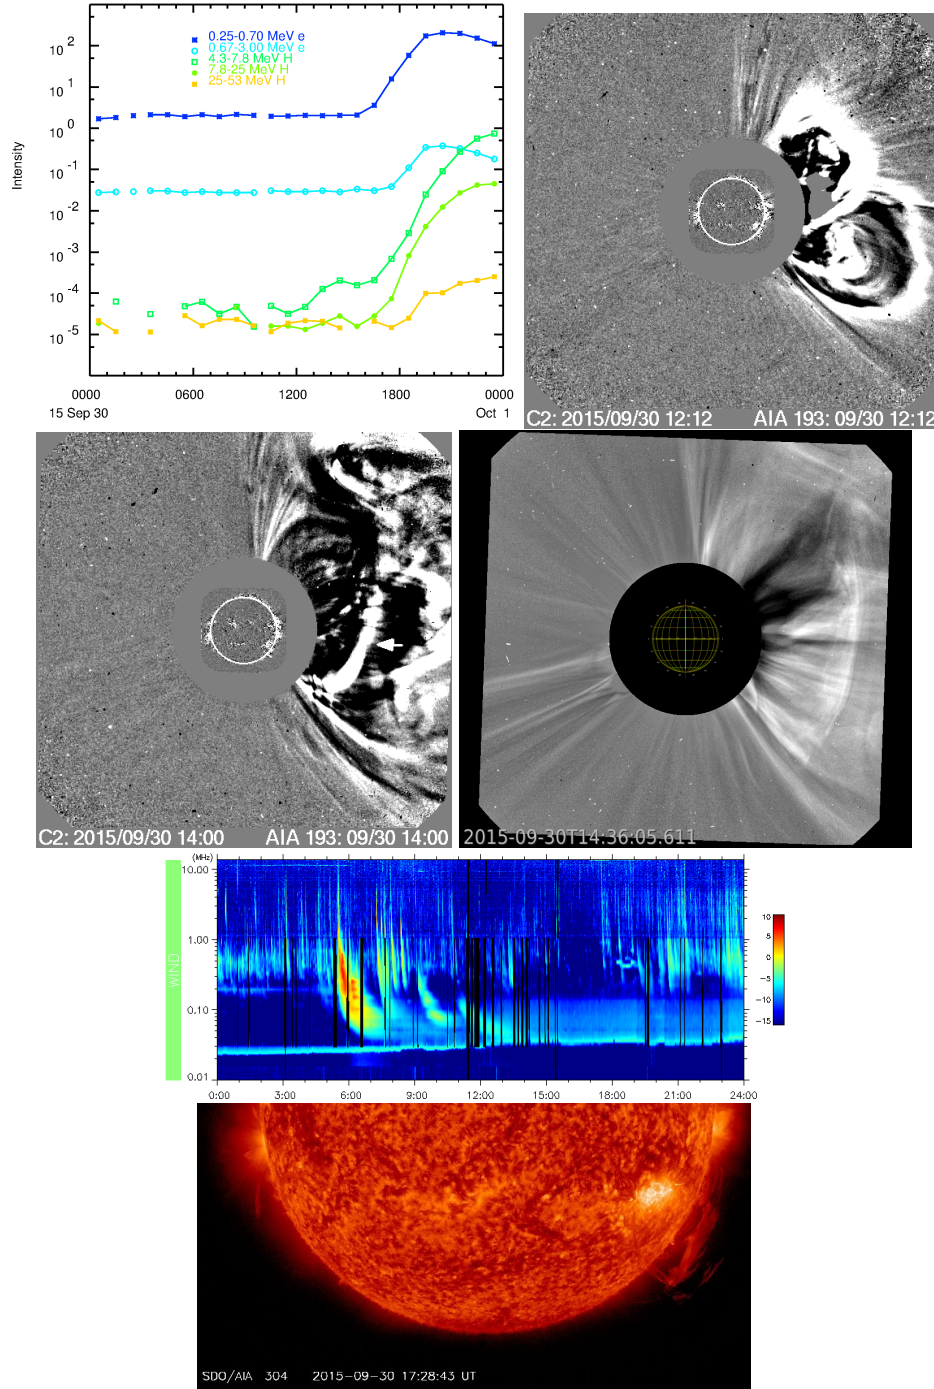 10^2
10^1
10^0
10^-1
10^-2
10^-3
10^-4
10^-5
Intensity
0.25-0.70 MeV e
0.67-3.00 MeV e
4.3-7.8 MeV H
7.8-25 MeV H
25-53 MeV H
0000 0600 1200 1800 0000
15 Sep 30 Oct 1
C2: 2015/09/30 12:12 AIA 193: 09/30 12:12
C2: 2015/09/30 14:00 AIA 193: 09/30 14:00
2015-09-30T14:36:05.611
(MHz)
10.00
1.00
0.10
0.01
WIND
10
5
0
-5
-10
-15
0:00 3:00 6:00 9:00 12:00 15:00 18:00 21:00 24:00
SDO/AIA 304 2015-09-30 17:28:43 UT